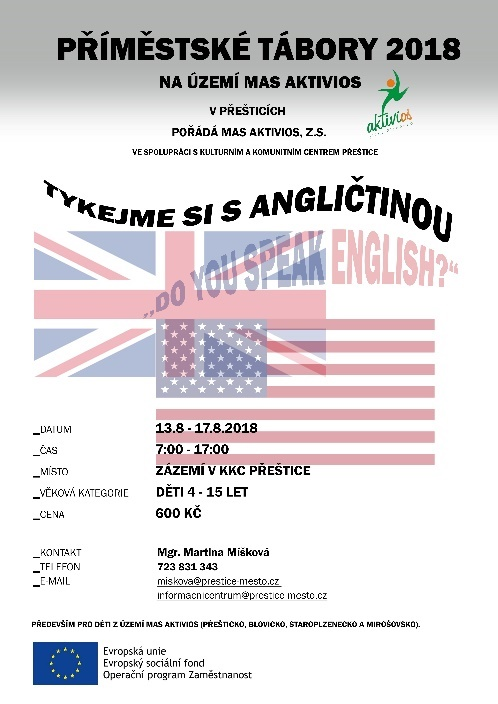 PŘÍMĚSTSKÉ TÁBORY 2018
NA ÚZEMÍ MAS AKTIVIOS
V PŘEŠTICÍCH
POŘÁDÁ MAS AKTIVIOS, Z.S.
aktivios
VE SPOLUPRÁCI S KULTURNÍM A KOMUNITNÍM CENTREM PŘEŠTICE
TYKEJME SI S ANGLIČTINOU
„DO YOU SPEAK ENGLISH?“
_DATUM 13.8 - 17.8.2018
_ČAS 7:00 - 17:00
_MÍSTO ZÁZEMÍ V KKC PŘEŠTICE
_VĚKOVÁ KATEGORIE DĚTI 4 - 15 LET
_CENA 600 KČ
_KONTAKT Mgr. Martina Míšková
_TELEFON 723 831 343
_E-MAIL miskova@prestice-mesto.cz
informacnicentrum@prestice-mesto.cz
PŘEDEVŠÍM PRO DĚTI Z ÚZEMÍ MAS AKTIVIOS (PŘEŠTICKO, BLOVICKO, STAROPLZENECKO A MIROŠOVSKO).
Evropská unie
Evropský sociální fond
Operační program Zaměstnanost